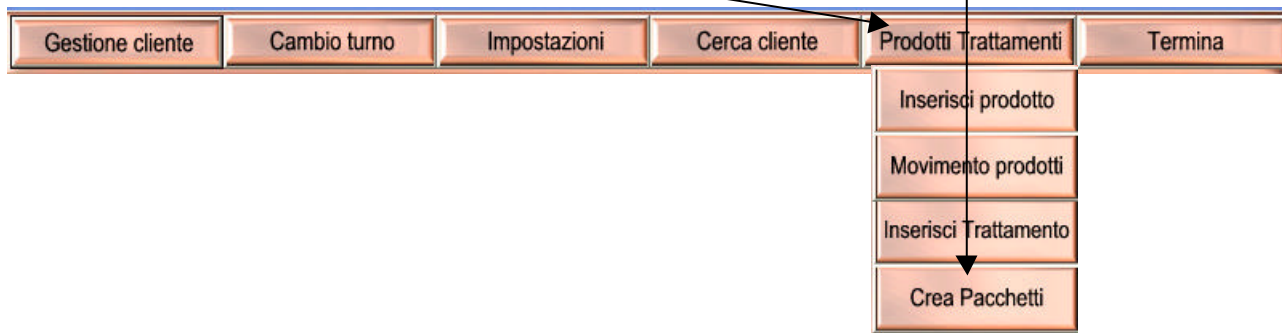 Gestione cliente
Cambio turno
Impostazioni
Cerca cliente
Prodotti Trattamenti
Termina
Inserisci prodotto
Movimento prodotti
Inserisci Trattamento
Crea Pacchetti